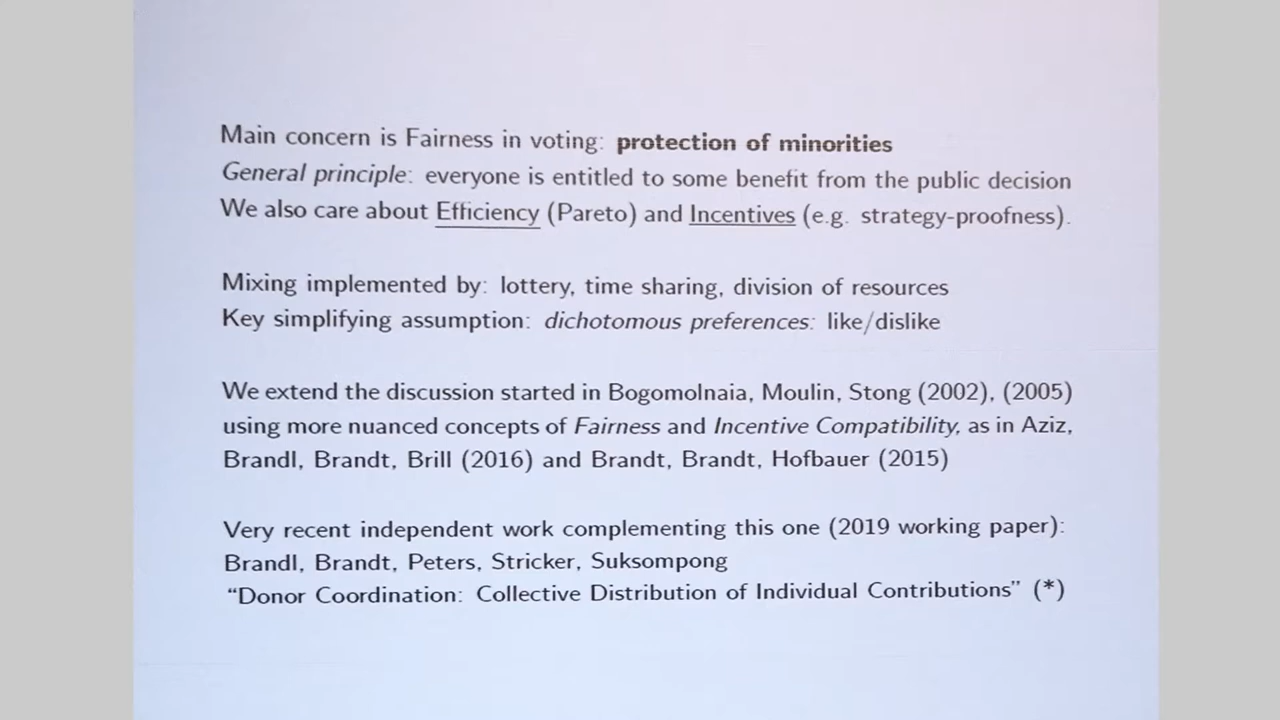 Main concern is Fairness in voting: protection of minorities
General principle: everyone is entitled to some benefit from the public decision
We also care about Efficiency (Pareto) and Incentives (e.g. strategy-proofness).
Mixing implemented by: lottery, time sharing, division of resources
Key simplifying assumption: dichotomous preferences: like/dislike
We extend the discussion started in Bogomolnaia, Moulin, Stong (2002), (2005)
using more nuanced concepts of Fairness and Incentive Compatibility, as in Aziz,
Brandl, Brandt, Brill (2016) and Brandt, Brandt, Hofbauer (2015)
Very recent independent work complementing this one (2019 working paper):
Brandl, Brandt, Peters, Stricker, Suksompong
“Donor Coordination: Collective Distribution of Individual Contributions” (*)